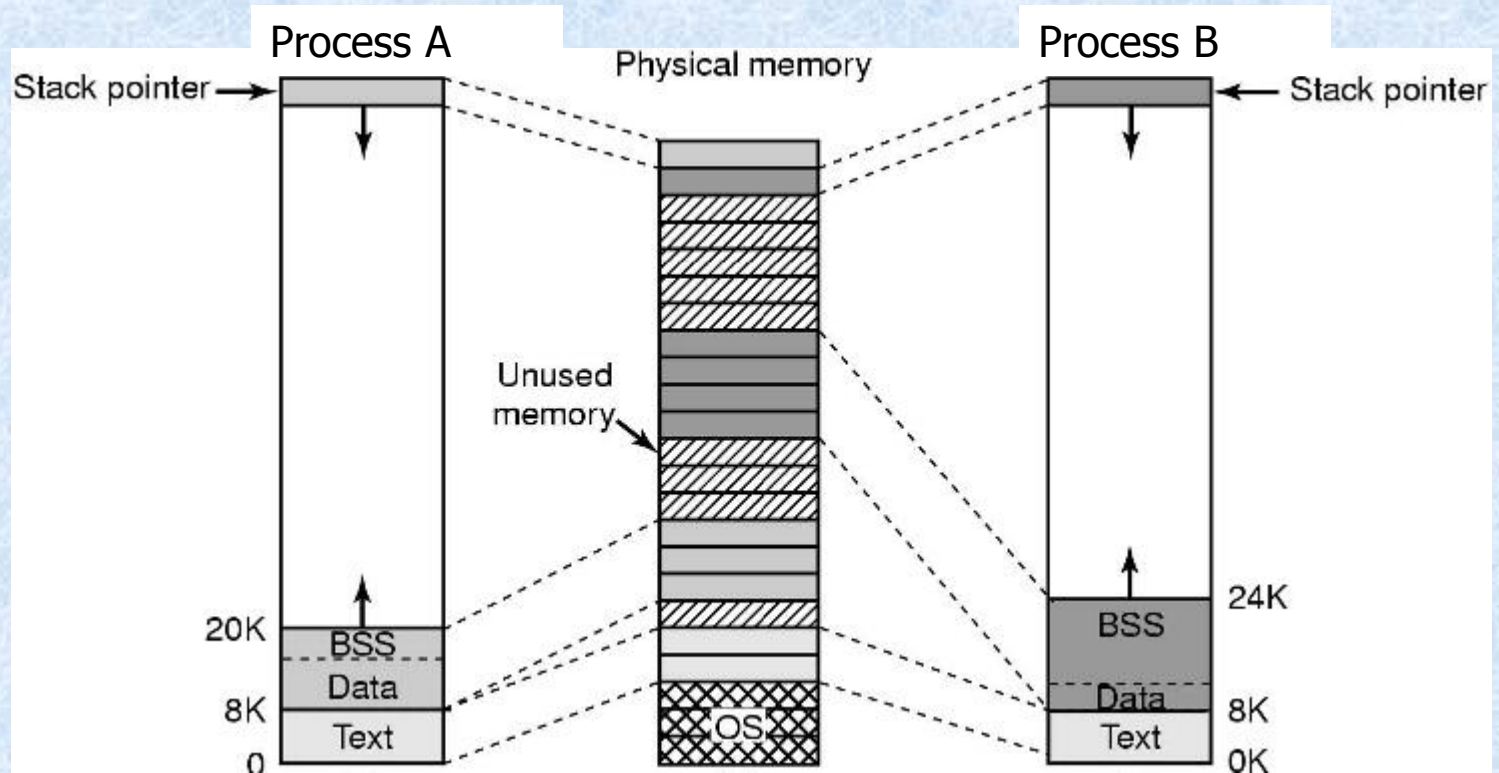 Process A
Process B
Physical memory
Stack pointer
Stack pointer
Unused
memory
24K
20K
BSS
BSS
Data
Data
8K
8K
Text
OS
Text
0
0K